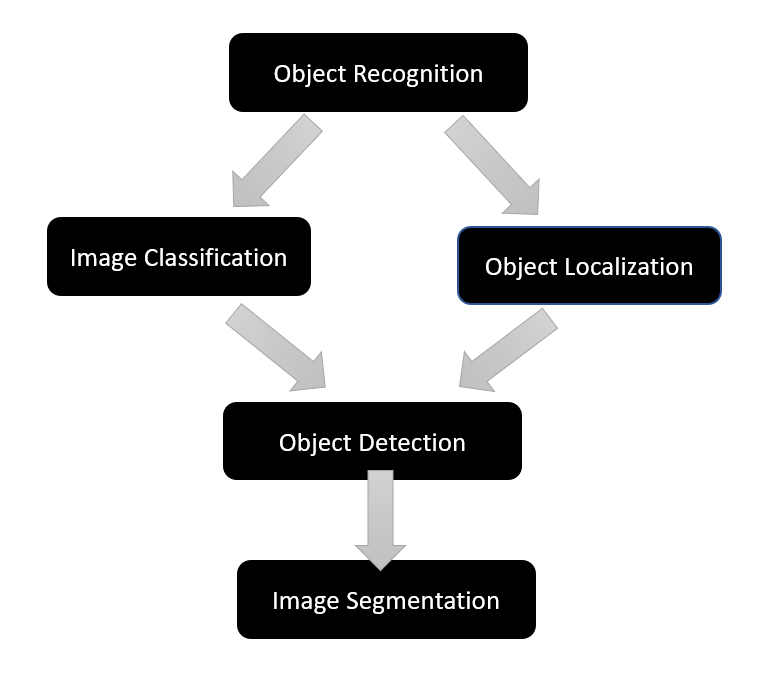 Object Recognition
Image Classification
Object Localization
Object Detection
Image Segmentation